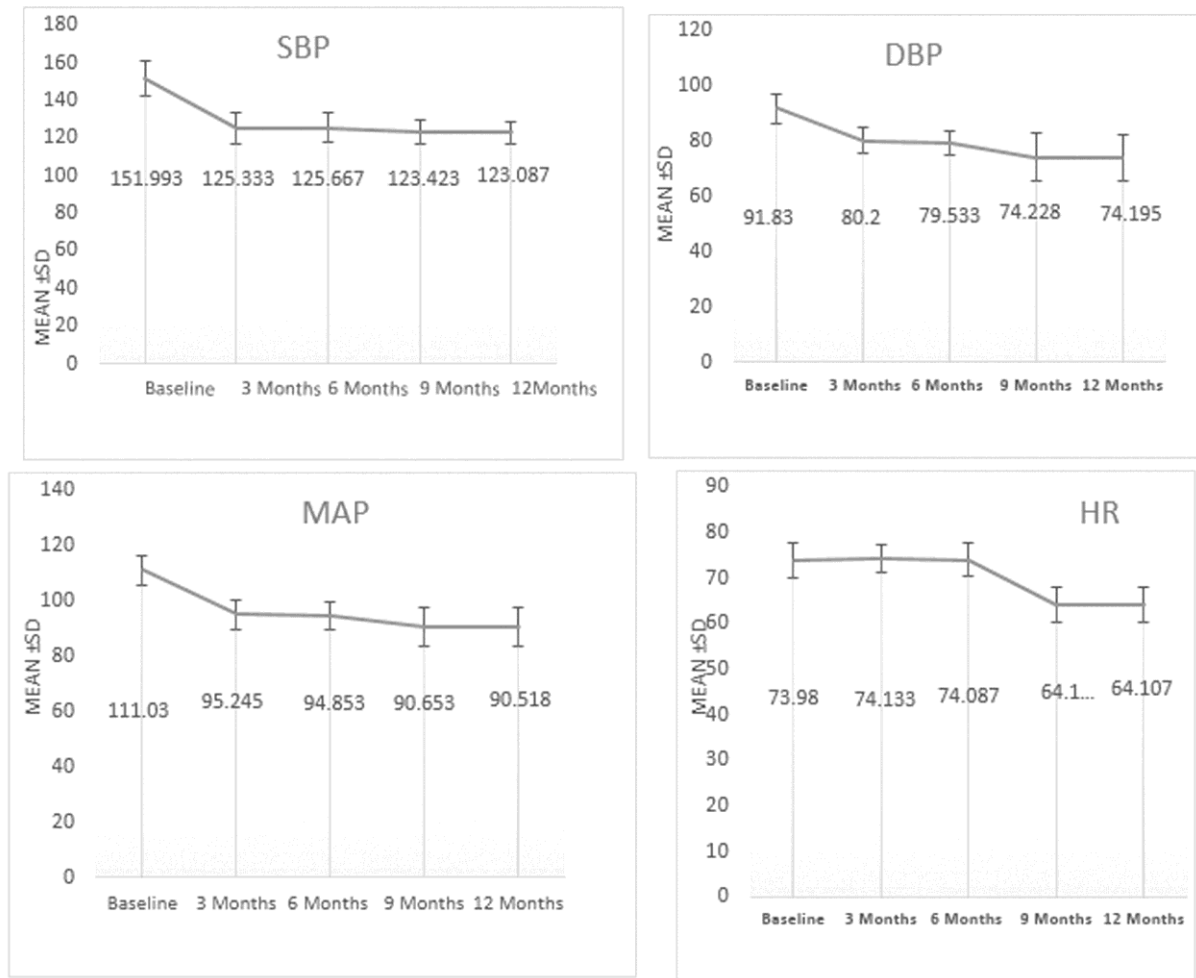 SBP
MEAN ±SD
180
160
140
120
100
80
60
40
20
0
151.993 125.333 125.667 123.423 123.087
Baseline 3 Months 6 Months 9 Months 12Months
DBP
MEAN ±SD
120
100
80
60
40
20
0
91.83 80.2 79.533 74.228 74.195
Baseline 3 Months 6 Months 9 Months 12 Months
MAP
MEAN ±SD
140
120
100
80
60
40
20
0
111.03 95.245 94.853 90.653 90.518
Baseline 3 Months 6 Months 9 Months 12 Months
HR
MEAN ±SD
90
80
70
60
50
40
30
20
10
0
73.98 74.133 74.087 64.1... 64.107
Baseline 3 Months 6 Months 9 Months 12 Months